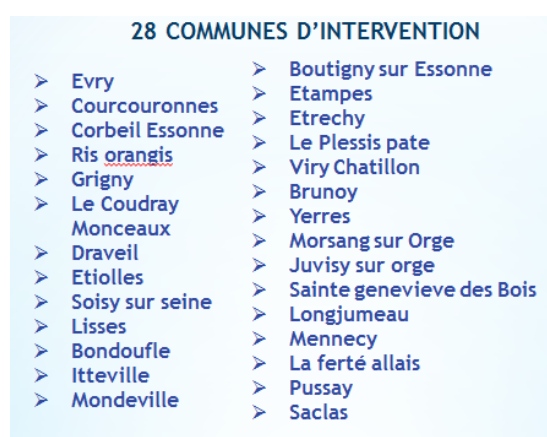 28 COMMUNES D'INTERVENTION
➢ Evry
➢ Courcouronnes
➢ Corbeil Essonne
➢ Ris orangis
➢ Grigny
➢ Le Coudray
Monceaux
➢ Draveil
➢ Etiolles
➢ Soisy sur seine
➢ Lisses
➢ Bondoufle
➢ Itteville
➢ Mondeville
➢ Boutigny sur Essonne
➢ Etampes
➢ Etrechy
➢ Le Plessis pate
➢ Viry Chatillon
➢ Brunoy
➢ Yerres
➢ Morsang sur Orge
➢ Juvisy sur orge
➢ Sainte genevieve des Bois
➢ Longjumeau
➢ Mennecy
➢ La ferté allais
➢ Pussay
➢ Saclas